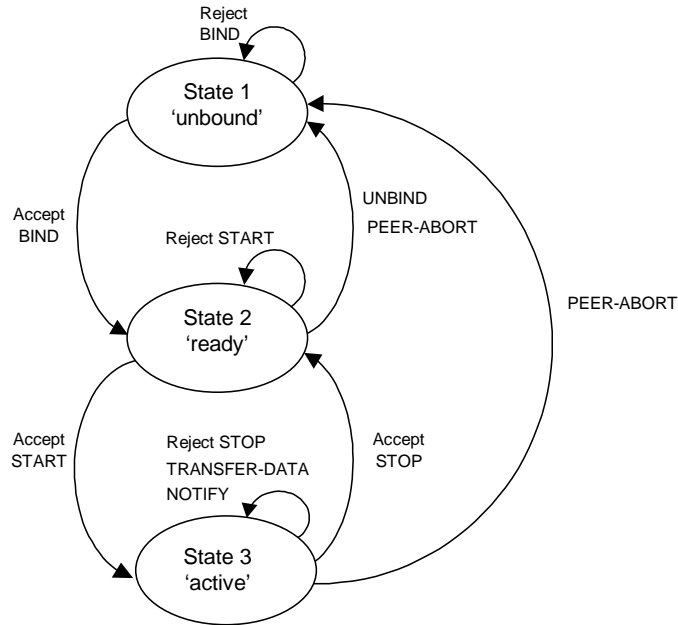 Reject
BIND
State 1
‘unbound’
Accept
BIND
UNBIND
PEER-ABORT
Reject START
State 2
‘ready’
PEER-ABORT
Accept
START
Reject STOP
TRANSFER-DATA
NOTIFY
Accept
STOP
State 3
‘active’